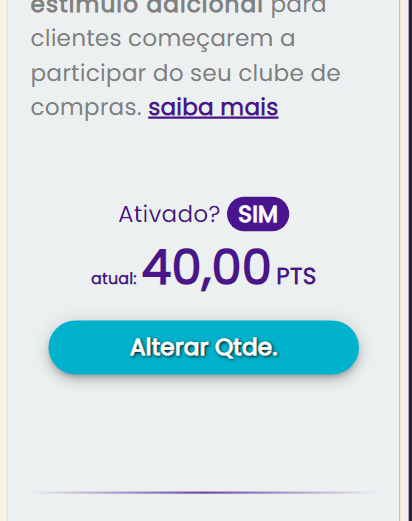 estímulo adicional para
clientes começarem a
participar do seu clube de
compras. saiba mais
Ativado? SIM
atual: 40,00 PTS
Alterar Qtde.